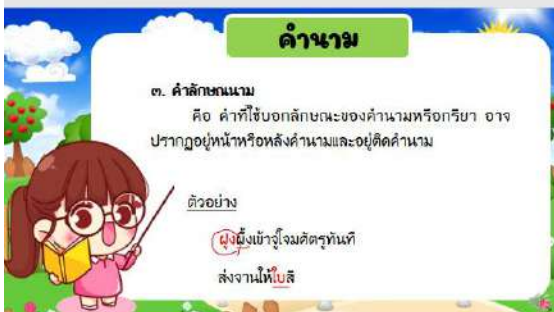 คำนาม
๓. คำลักษณนาม
คือ คำที่ใช้บอกลักษณะของคำนามหรือกริยา อาจ
ปรากฏอยู่หน้าหรือหลังคำนามและอยู่ติดคำนาม
ตัวอย่าง
ฝูงผึ้งเข้าจู่โจมศัตรูทันที
ส่งจานให้ใบสิ